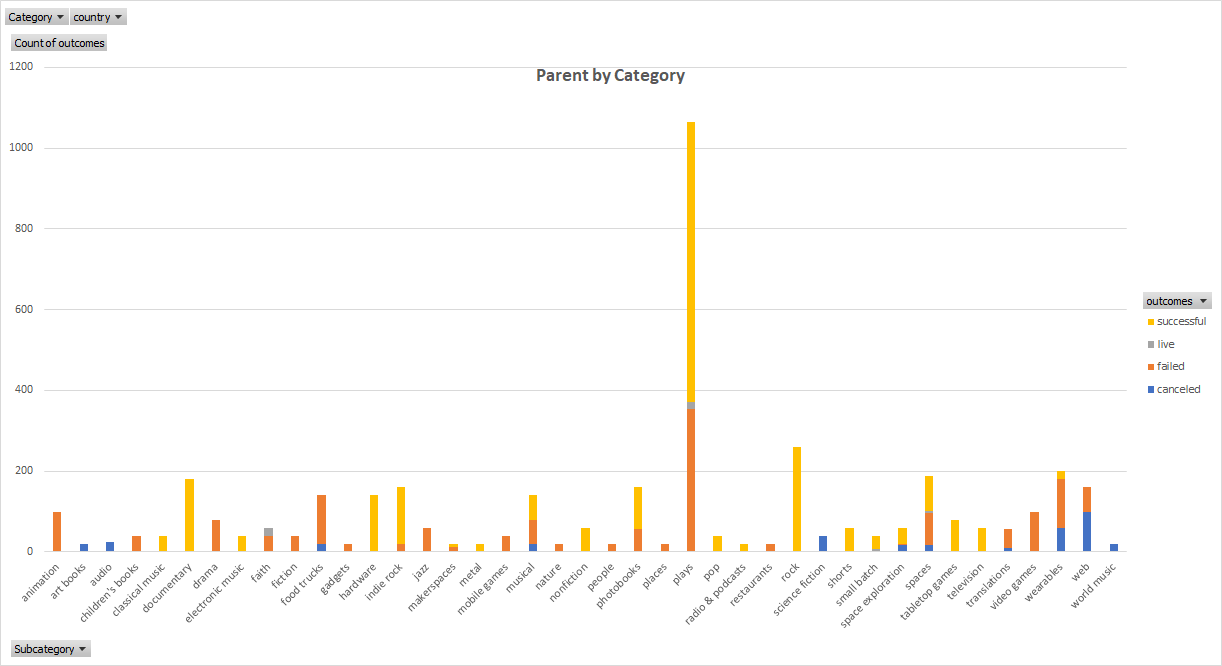 Category country
Count of outcomes
Parent by Category
1200
1000
800
600
400
200
0
animation
art books
audio
children's books
classical music
documentary
drama
electronic music
faith
fiction
food trucks
gadgets
hardware
indie rock
jazz
makerspaces
metal
mobile games
musical
nature
nonfiction
people
photobooks
places
plays
pop
radio & podcasts
restaurants
rock
science fiction
shorts
small batch
space exploration
spaces
tabletop games
television
translations
video games
wearables
web
world music
outcomes
successful
live
failed
canceled
Subcategory